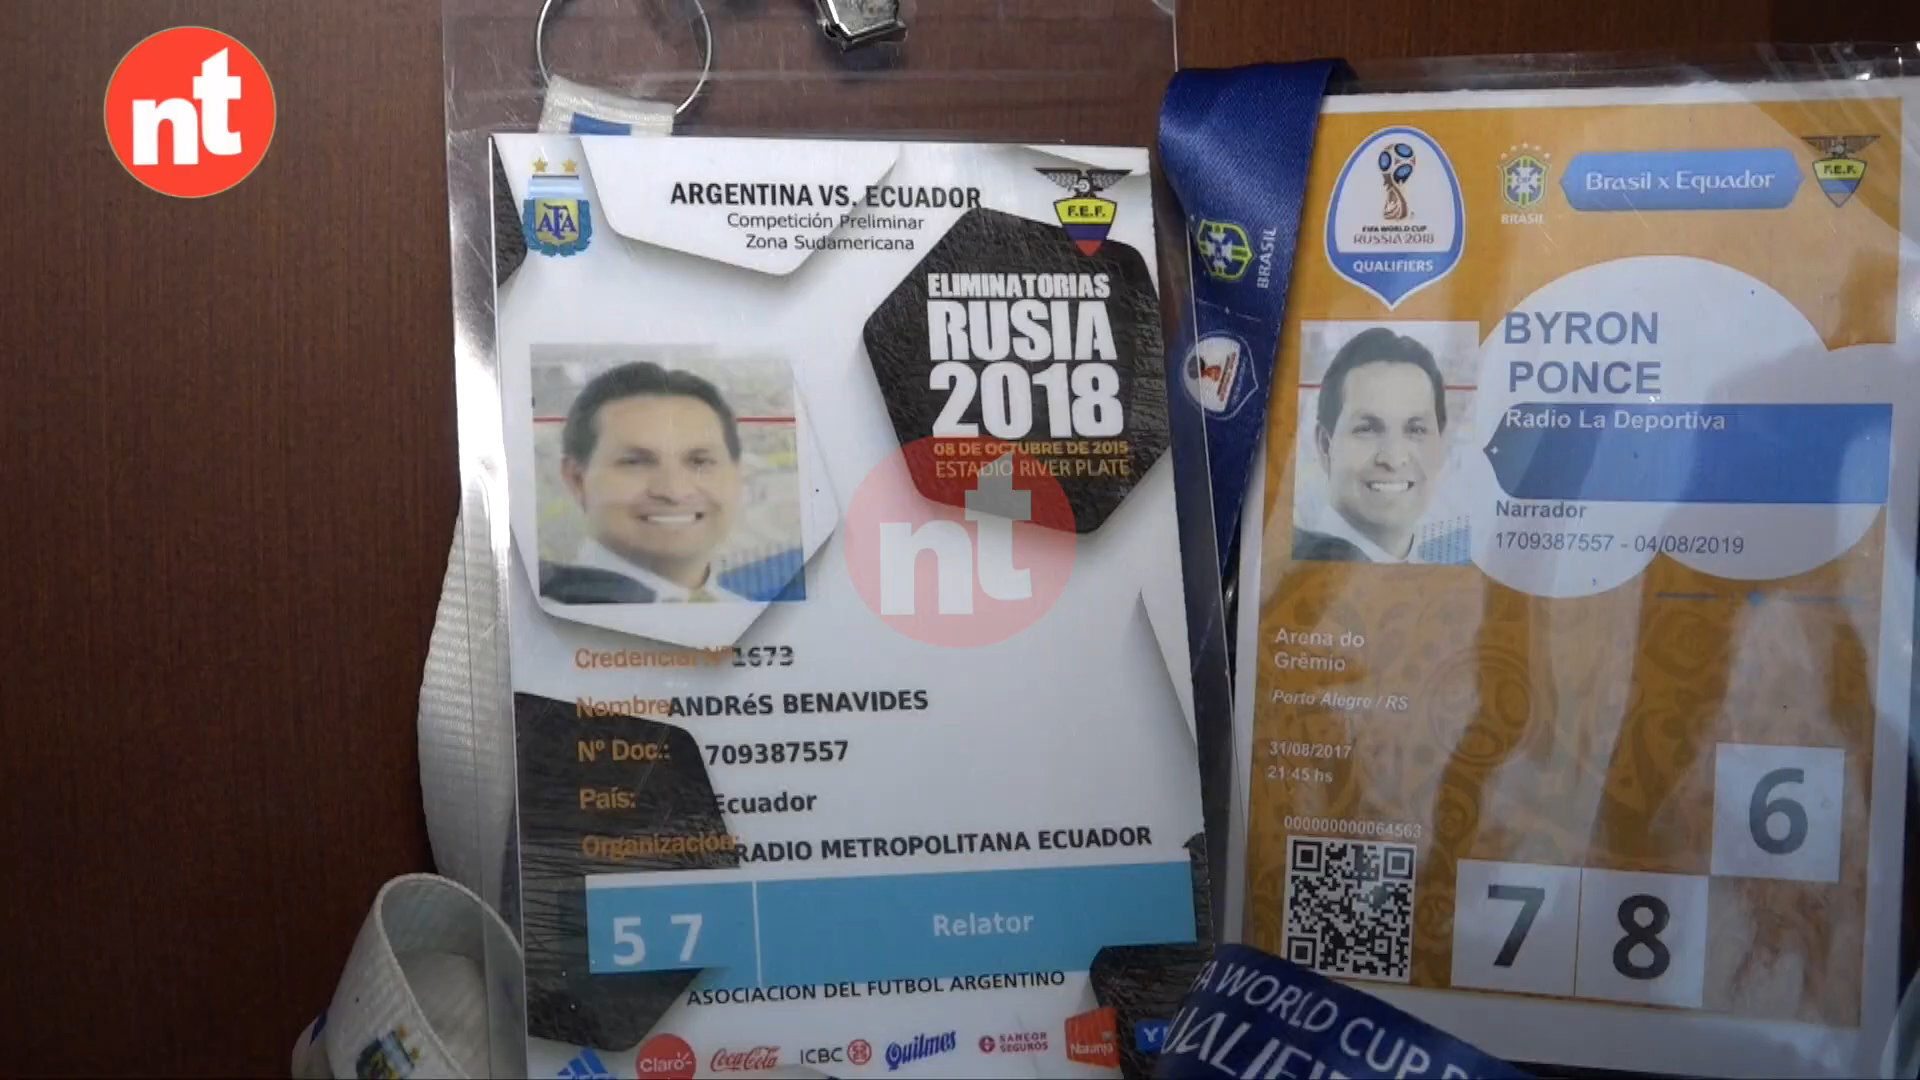 nt
ARGENTINA VS. ECUADOR
Competición Preliminar
Zona Sudamericana
AFA
F.E.F.
ELIMINATORIAS
RUSIA
2018
08 DE OCTUBRE DE 2015
ESTADIO RIVER PLATE
nt
Credencial Nº 1673
Nombre ANDRéS BENAVIDES
Nº Doc.: 709387557
País: Ecuador
Organización: RADIO METROPOLITANA ECUADOR
5 7
Relator
ASOCIACION DEL FUTBOL ARGENTINO
Claro
Coca-Cola
ICBC
Quilmes
SANCOR
SEGUROS
Naranja
BRASIL
FIFA WORLD CUP
RUSSIA 2018
QUALIFIERS
BRASIL
Brasil x Equador
F.E.F.
BYRON
PONCE
Radio La Deportiva
Narrador
1709387557 - 04/08/2019
Arena do
Grêmio
Porto Alegre / RS
31/08/2017
21:45 hs
000000000064563
6
7 8
WORLD CUP